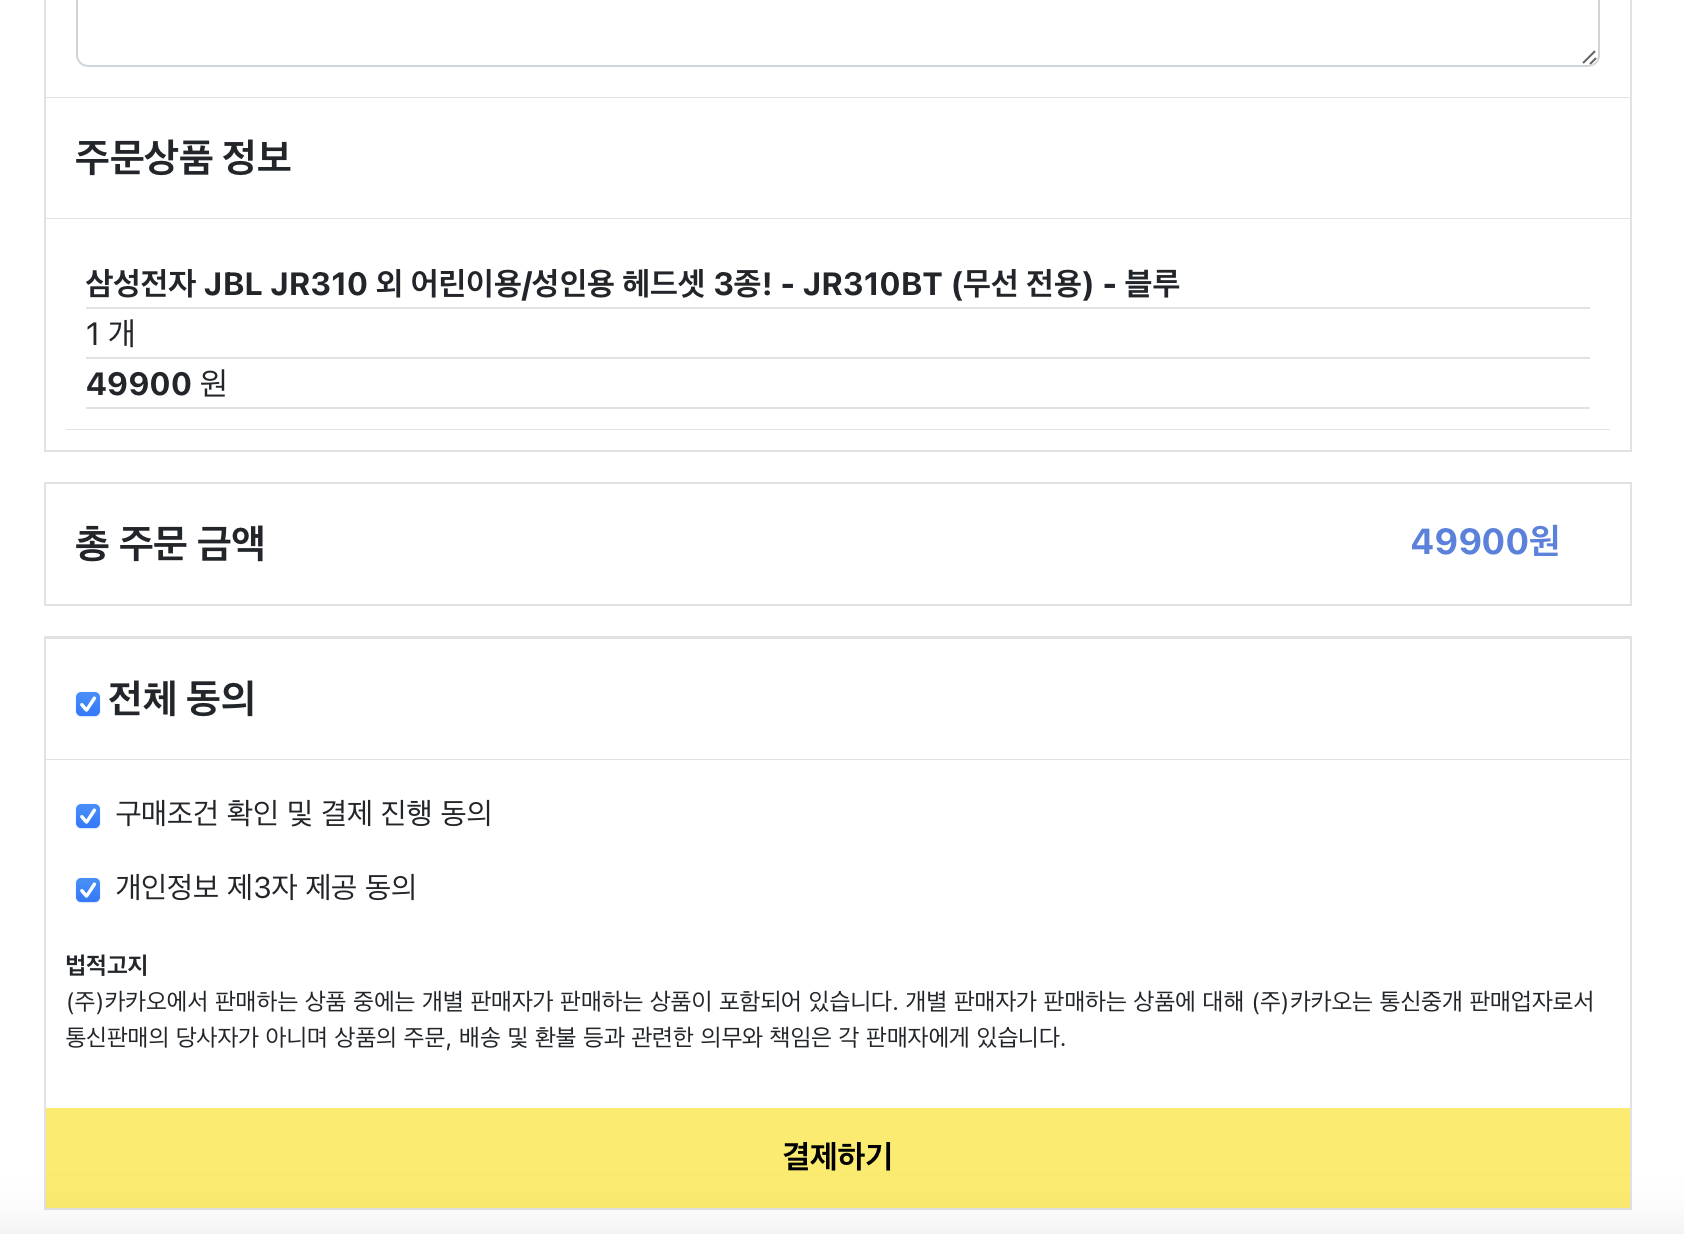 주문상품 정보
삼성전자 JBL JR310 외 어린이용/성인용 헤드셋 3종! - JR310BT (무선 전용) - 블루
1 개
49900 원
총 주문 금액
49900원
전체 동의
구매조건 확인 및 결제 진행 동의
개인정보 제3자 제공 동의
법적고지
(주)카카오에서 판매하는 상품 중에는 개별 판매자가 판매하는 상품이 포함되어 있습니다. 개별 판매자가 판매하는 상품에 대해 (주)카카오는 통신중개 판매업자로서
통신판매의 당사자가 아니며 상품의 주문, 배송 및 환불 등과 관련한 의무와 책임은 각 판매자에게 있습니다.
결제하기